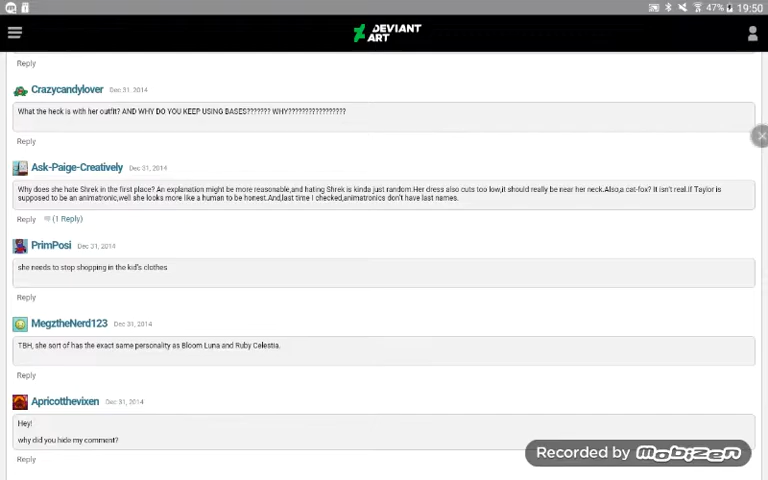 47% 19:50
DEVIANT
ART
Reply
Crazycandylover Dec 31, 2014
What the heck is with her outfit? AND WHY DO YOU KEEP USING BASES??????? WHY?????????????????
Reply
Ask-Paige-Creatively Dec 31, 2014
Why does she hate Shrek in the first place? An explanation might be more reasonable,and hating Shrek is kinda just random.Her dress also cuts too low,it should really be near her neck.Also,a cat-fox? It isn't real.If Taylor is
supposed to be an animatronic,well she looks more like a human to be honest.And,last time I checked,animatronics don't have last names.
Reply (1 Reply)
PrimPosi Dec 31, 2014
she needs to stop shopping in the kid's clothes
Reply
MegztheNerd123 Dec 31, 2014
TBH, she sort of has the exact same personality as Bloom Luna and Ruby Celestia.
Reply
Apricotthevixen Dec 31, 2014
Hey!
why did you hide my comment?
Reply
Recorded by mobizen